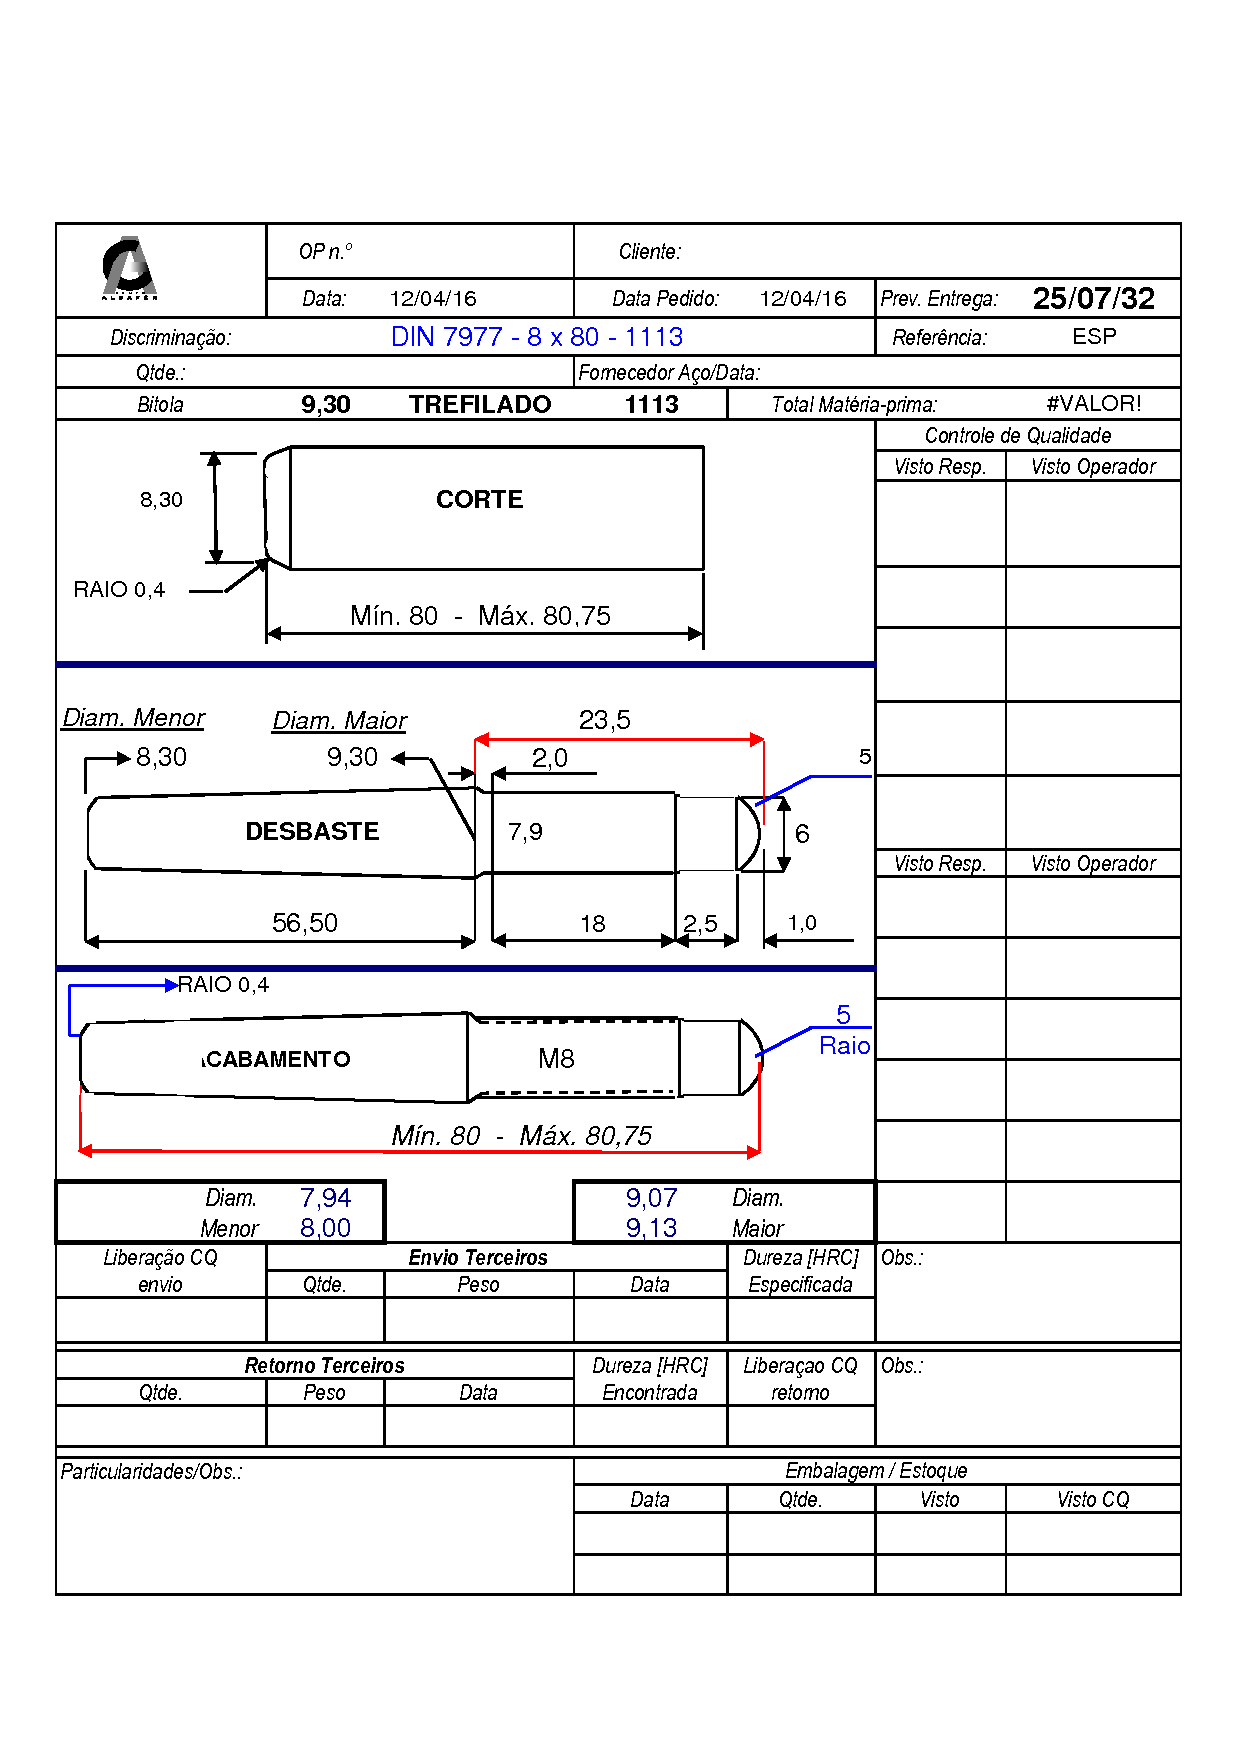 ALBAFER
OP n.º
Cliente:
Data: 12/04/16
Data Pedido: 12/04/16
Prev. Entrega: 25/07/32
Discriminação: DIN 7977 - 8 x 80 - 1113
Referência: ESP
Qtde.:
Fornecedor Aço/Data:
Bitola 9,30 TREFILADO 1113
Total Matéria-prima: #VALOR!
Controle de Qualidade
Visto Resp. Visto Operador
8,30
CORTE
RAIO 0,4
Mín. 80 - Máx. 80,75
Diam. Menor
Diam. Maior
23,5
8,30
9,30
2,0
5
DESBASTE
7,9
6
Visto Resp. Visto Operador
56,50
18
2,5
1,0
RAIO 0,4
5
Raio
ACABAMENTO
M8
Mín. 80 - Máx. 80,75
Diam. 7,94
9,07 Diam.
Menor 8,00
9,13 Maior
Liberação CQ
envio
Envio Terceiros
Qtde. Peso Data
Dureza [HRC]
Especificada
Obs.:
Retorno Terceiros
Qtde. Peso Data
Dureza [HRC]
Encontrada
Liberaçao CQ
retorno
Obs.:
Particularidades/Obs.:
Embalagem / Estoque
Data Qtde. Visto Visto CQ